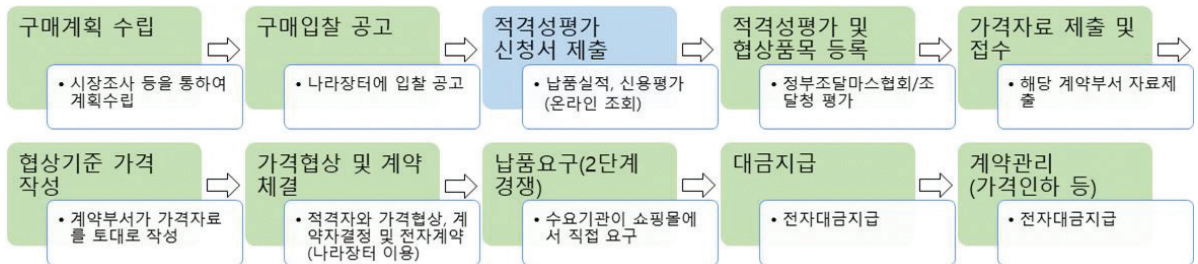 구매계획 수립
• 시장조사 등을 통하여
계획수립
구매입찰 공고
• 나라장터에 입찰 공고
적격성평가
신청서 제출
• 납품실적, 신용평가
(온라인 조회)
적격성평가 및
협상품목 등록
• 정부조달마스협회/조
달청 평가
가격자료 제출 및
접수
• 해당 계약부서 자료제
출
협상기준 가격
작성
• 계약부서가 가격자료
를 토대로 작성
가격협상 및 계약
체결
• 적격자와 가격협상, 계
약자결정 및 전자계약
(나라장터 이용)
납품요구(2단계
경쟁)
• 수요기관이 쇼핑몰에
서 직접 요구
대금지급
• 전자대금지급
계약관리
(가격인하 등)
• 전자대금지급